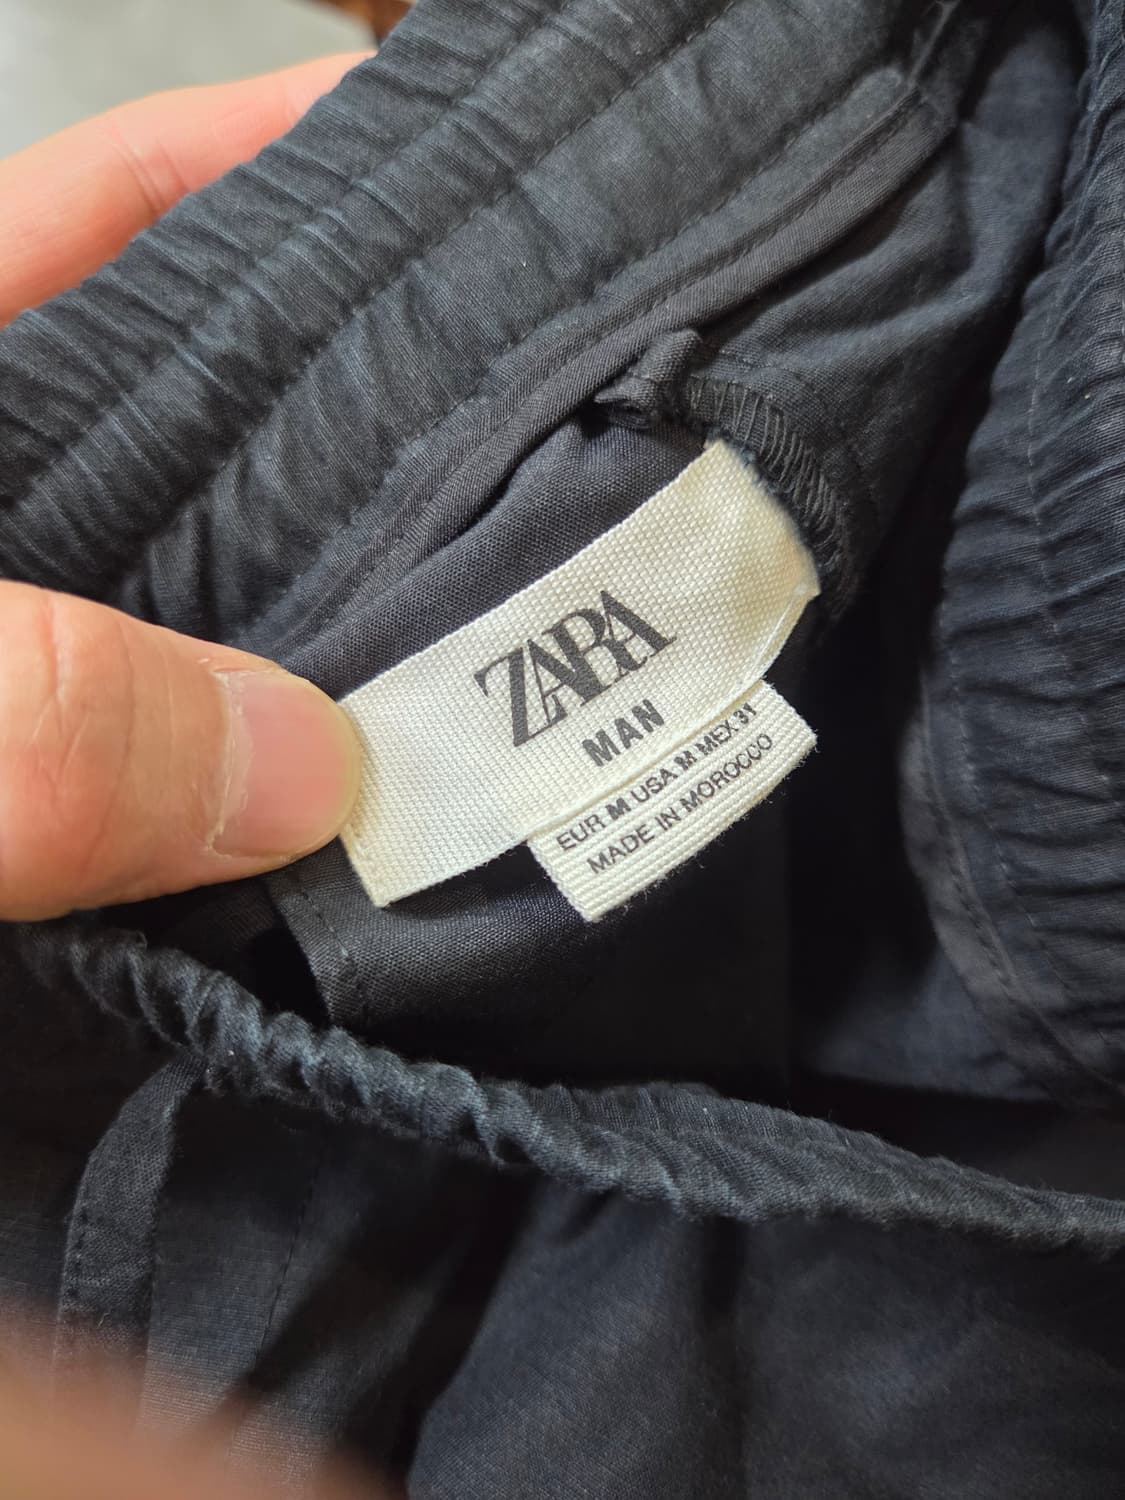 ZARA
MAN
EUR M USA M MEX 31
MADE IN MOROCCO